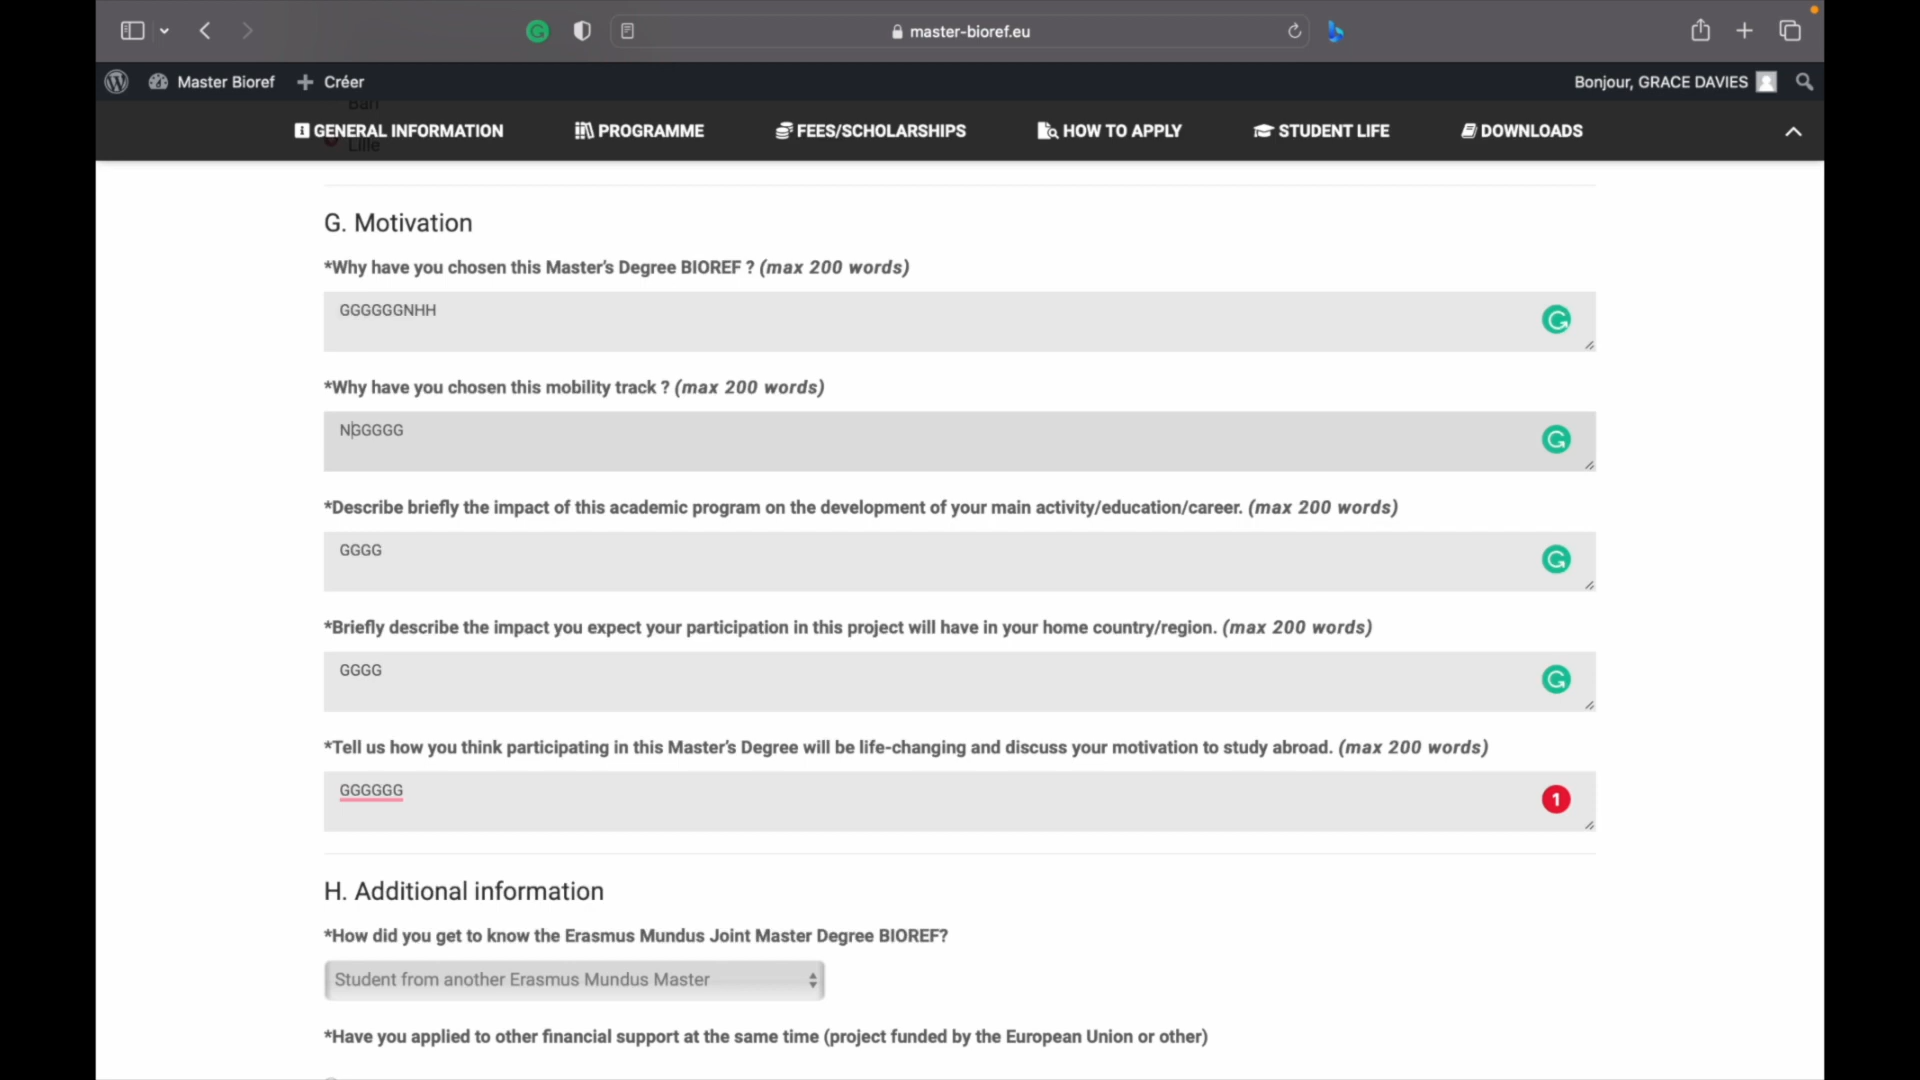 master-bioref.eu
Master Bioref
Créer
Bonjour, GRACE DAVIES
Bari
GENERAL INFORMATION
PROGRAMME
FEES/SCHOLARSHIPS
HOW TO APPLY
STUDENT LIFE
DOWNLOADS
Lille
G. Motivation
*Why have you chosen this Master's Degree BIOREF ? (max 200 words)
GGGGGGNHH
*Why have you chosen this mobility track ? (max 200 words)
NGGGGG
*Describe briefly the impact of this academic program on the development of your main activity/education/career. (max 200 words)
GGGG
*Briefly describe the impact you expect your participation in this project will have in your home country/region. (max 200 words)
GGGG
*Tell us how you think participating in this Master's Degree will be life-changing and discuss your motivation to study abroad. (max 200 words)
GGGGGG
1
H. Additional information
*How did you get to know the Erasmus Mundus Joint Master Degree BIOREF?
Student from another Erasmus Mundus Master
*Have you applied to other financial support at the same time (project funded by the European Union or other)